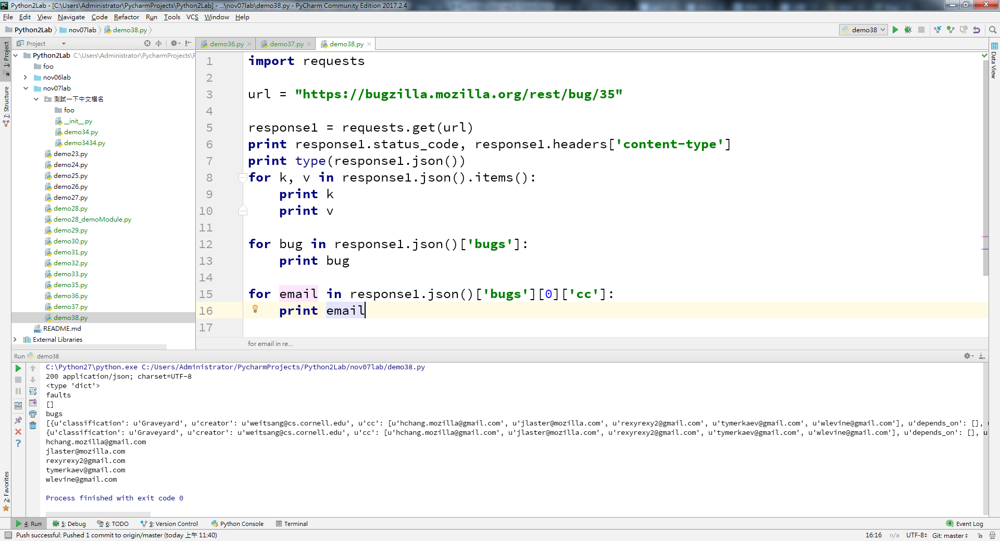 Python2Lab - [C:\Users\Administrator\PycharmProjects\Python2Lab] - ...\nov07lab\demo38.py - PyCharm Community Edition 2017.2.4
File Edit View Navigate Code Refactor Run Tools VCS Window Help
Python2Lab nov07lab demo38.py
demo38
1: Project
7: Structure
2: Favorites
Data View
Project
demo36.py demo37.py demo38.py
Python2Lab C:\Users\Administrator\PycharmProjects\P
foo
nov06lab
nov07lab
測試一下中文檔名
foo
__init__.py
demo34.py
demo3434.py
demo23.py
demo24.py
demo25.py
demo26.py
demo27.py
demo28.py
demo28_demoModule.py
demo29.py
demo30.py
demo31.py
demo32.py
demo33.py
demo35.py
demo36.py
demo37.py
demo38.py
README.md
External Libraries
1 import requests
2
3 url = "https://bugzilla.mozilla.org/rest/bug/35"
4
5 response1 = requests.get(url)
6 print response1.status_code, response1.headers['content-type']
7 print type(response1.json())
8 for k, v in response1.json().items():
9     print k
10     print v
11
12 for bug in response1.json()['bugs']:
13     print bug
14
15 for email in response1.json()['bugs'][0]['cc']:
16     print email
17
for email in re...
Run demo38
C:\Python27\python.exe C:/Users/Administrator/PycharmProjects/Python2Lab/nov07lab/demo38.py
200 application/json; charset=UTF-8
<type 'dict'>
faults
[]
bugs
[{u'classification': u'Graveyard', u'creator': u'weitsang@cs.cornell.edu', u'cc': [u'hchang.mozilla@gmail.com', u'jlaster@mozilla.com', u'rexyrexy2@gmail.com', u'tymerkaev@gmail.com', u'wlevine@gmail.com'], u'depends_on': [],
{u'classification': u'Graveyard', u'creator': u'weitsang@cs.cornell.edu', u'cc': [u'hchang.mozilla@gmail.com', u'jlaster@mozilla.com', u'rexyrexy2@gmail.com', u'tymerkaev@gmail.com', u'wlevine@gmail.com'], u'depends_on': [], u
hchang.mozilla@gmail.com
jlaster@mozilla.com
rexyrexy2@gmail.com
tymerkaev@gmail.com
wlevine@gmail.com
Process finished with exit code 0
4: Run 5: Debug 6: TODO 9: Version Control Python Console Terminal 4 Event Log
Push successful: Pushed 1 commit to origin/master (today 上午 11:40) 16:16 n/a UTF-8 Git: master